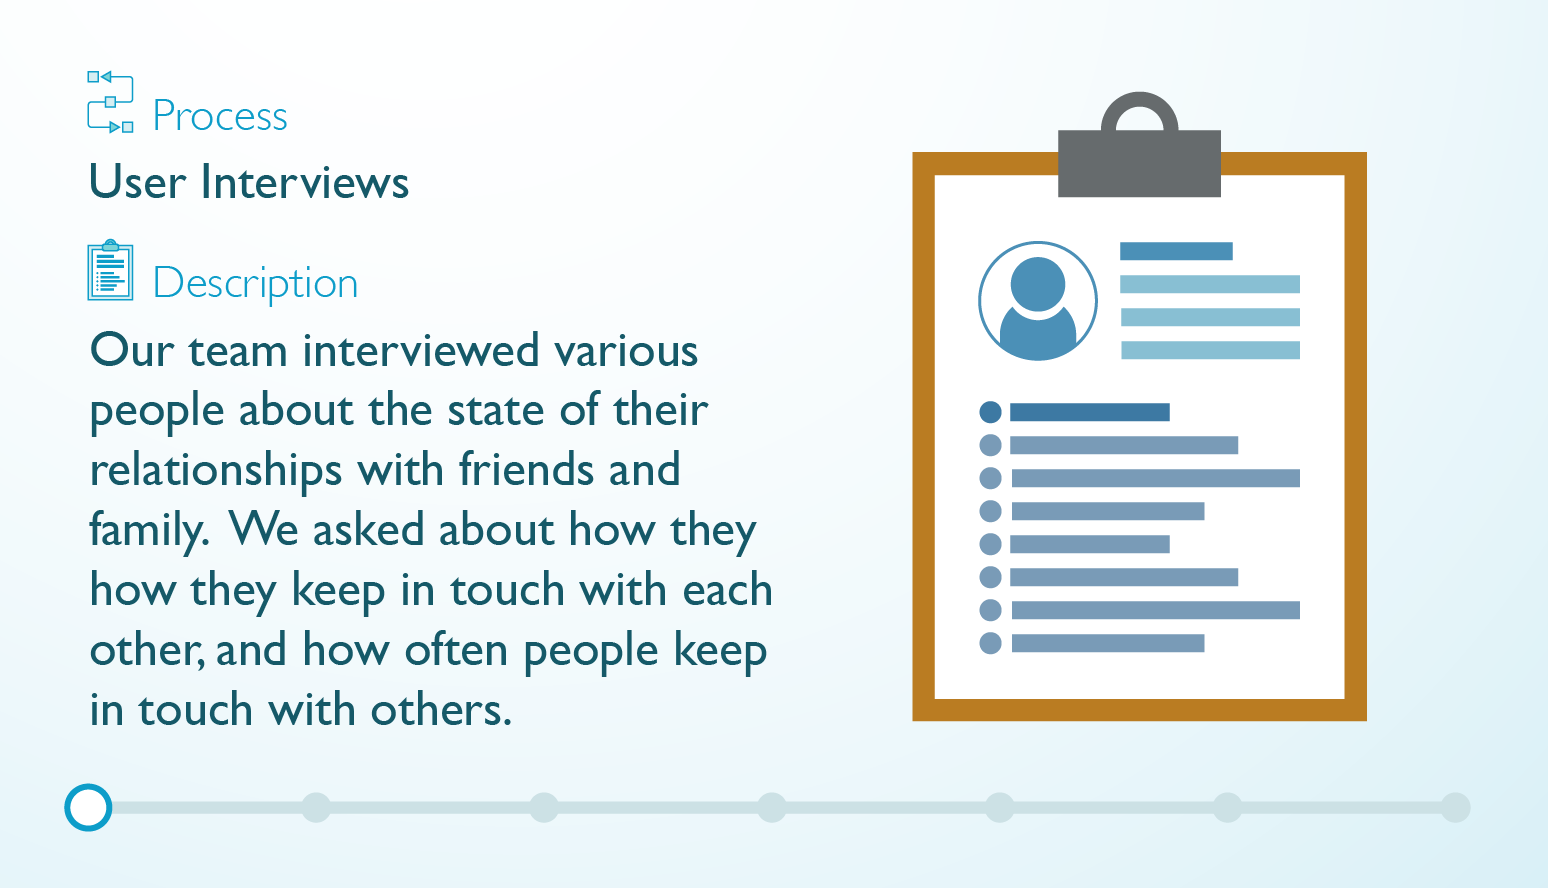 Process
User Interviews
Description
Our team interviewed various
people about the state of their
relationships with friends and
family.  We asked about how they
how they keep in touch with each
other, and how often people keep
in touch with others.